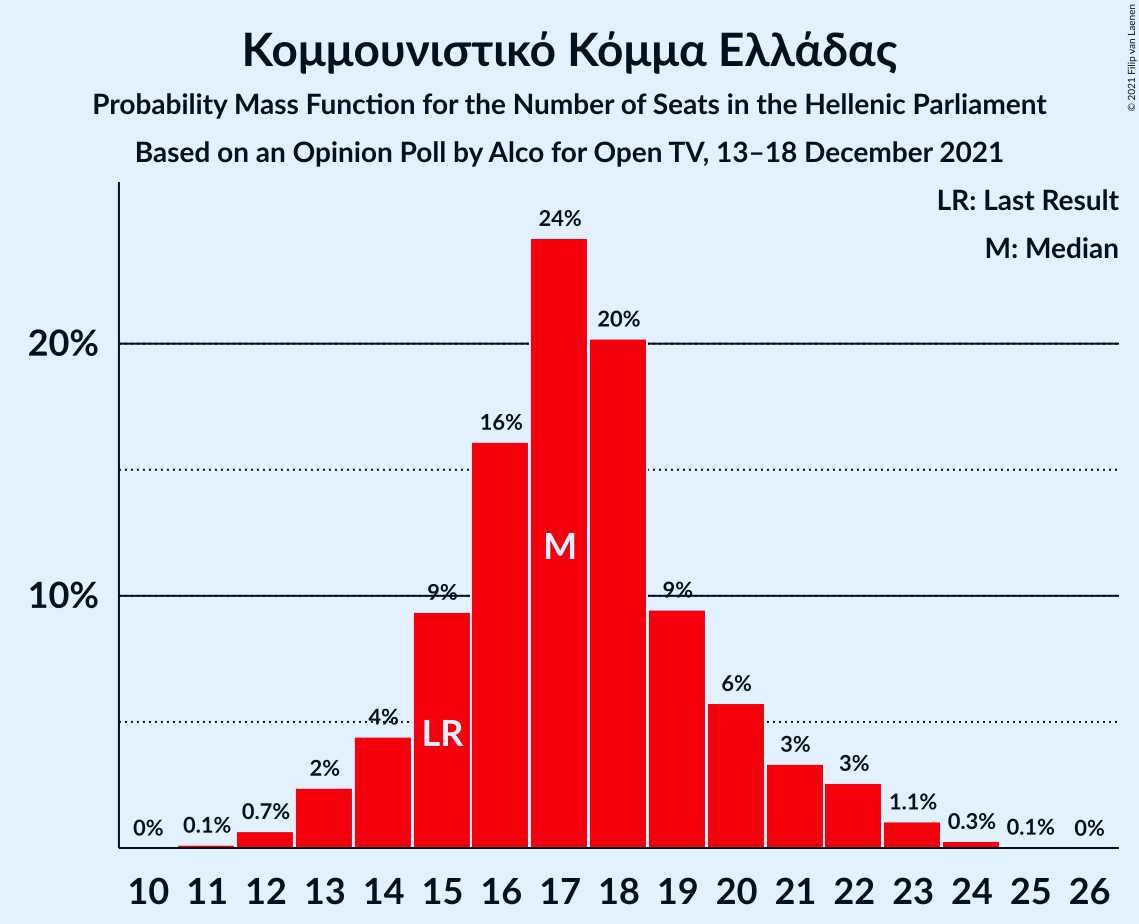 Κομμουνιστικό Κόμμα Ελλάδας
Probability Mass Function for the Number of Seats in the Hellenic Parliament
Based on an Opinion Poll by Alco for Open TV, 13–18 December 2021
© 2021 Filip van Laenen
LR: Last Result
M: Median
20%
10%
0%
0.1%
0.7%
2%
4%
9%
16%
24%
20%
9%
6%
3%
3%
1.1%
0.3%
0.1%
0%
LR
M
10 11 12 13 14 15 16 17 18 19 20 21 22 23 24 25 26